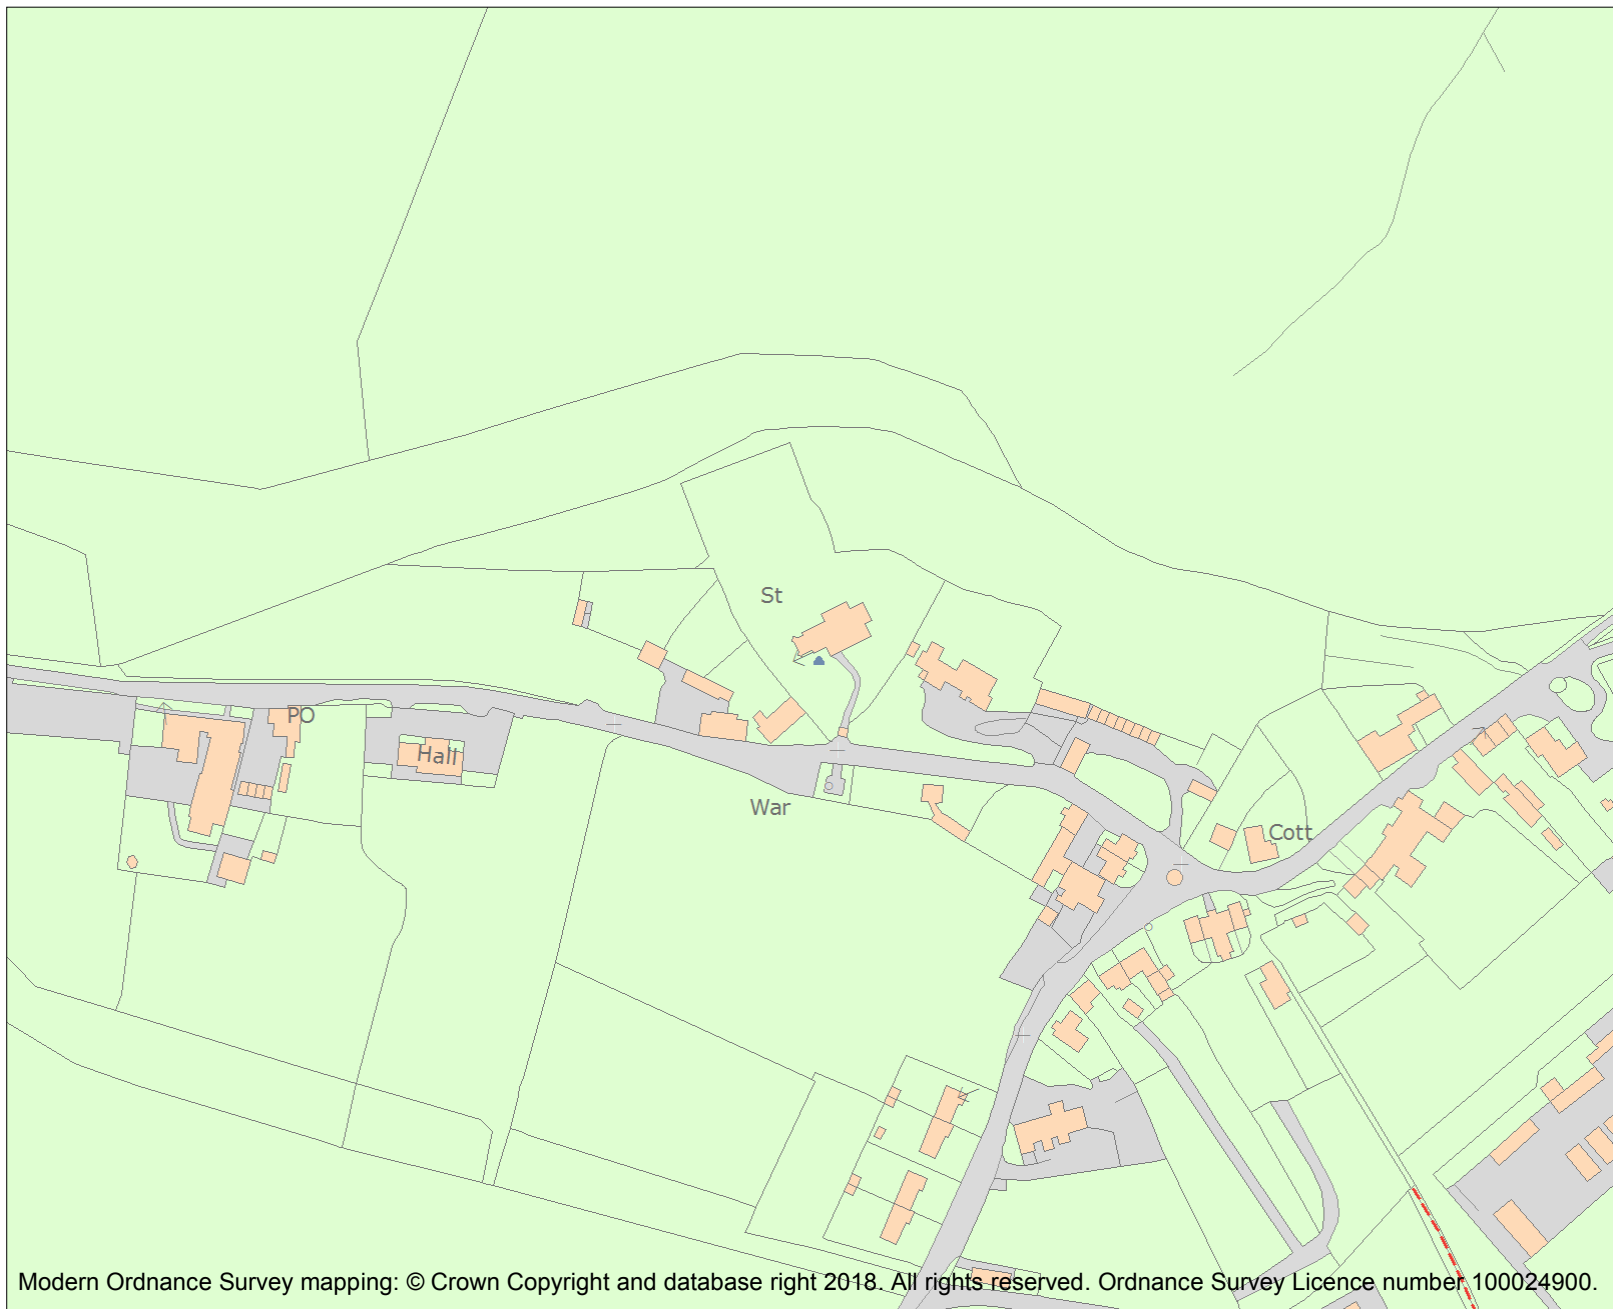 St
PO
Hall
War
Cott
Modern Ordnance Survey mapping: © Crown Copyright and database right 2018. All rights reserved. Ordnance Survey Licence number 100024900.